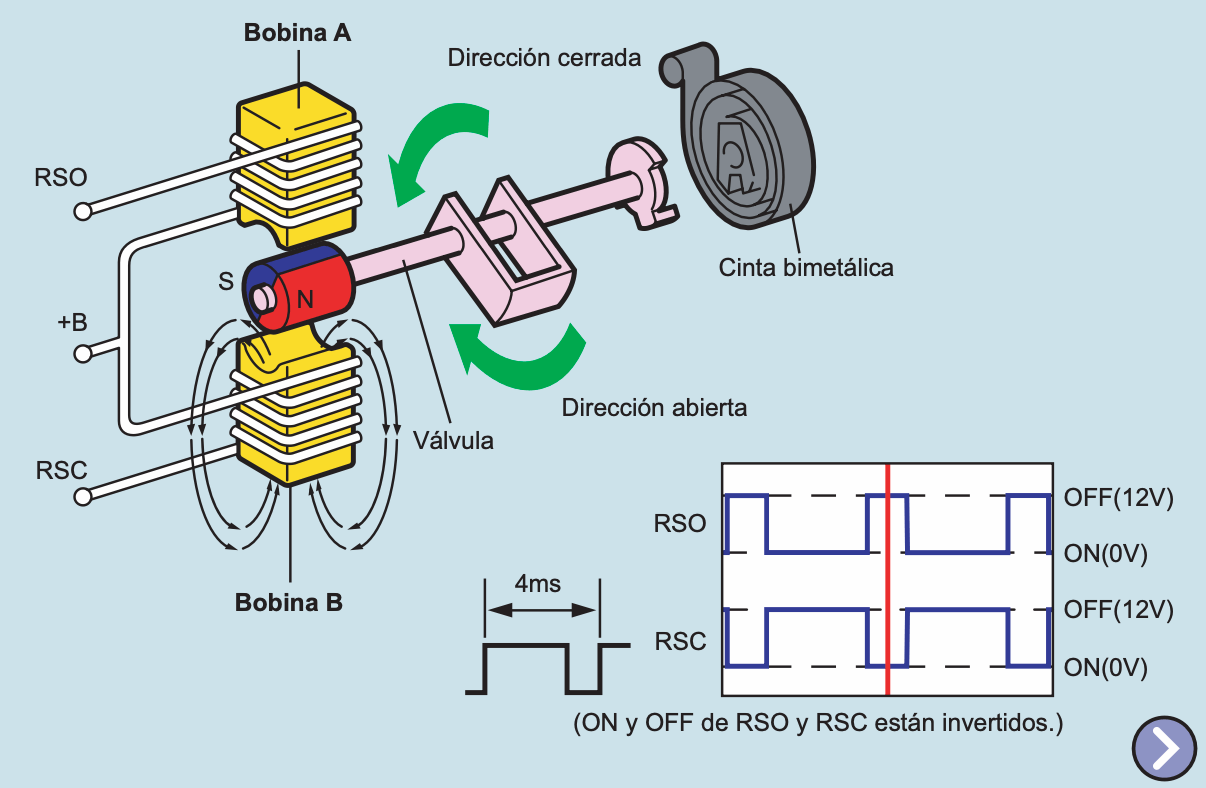 Bobina A
Dirección cerrada
RSO
Cinta bimetálica
S
N
+B
Dirección abierta
Válvula
RSC
Bobina B
4ms
RSO
OFF(12V)
ON(0V)
RSC
OFF(12V)
ON(0V)
(ON y OFF de RSO y RSC están invertidos.)